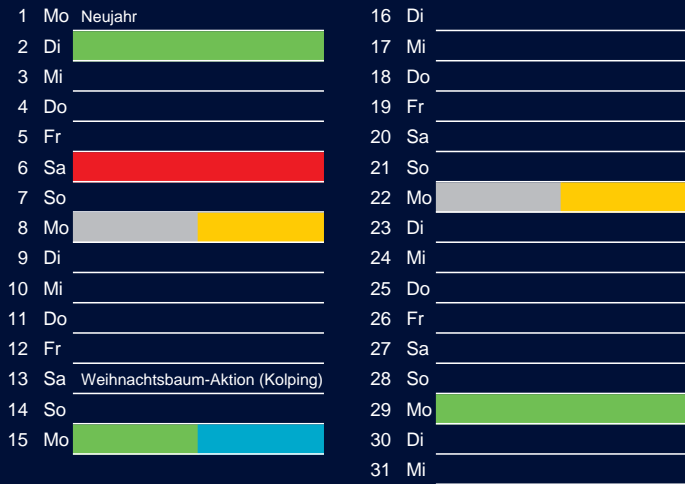 1 Mo Neujahr
2 Di
3 Mi
4 Do
5 Fr
6 Sa
7 So
8 Mo
9 Di
10 Mi
11 Do
12 Fr
13 Sa Weihnachtsbaum-Aktion (Kolping)
14 So
15 Mo
16 Di
17 Mi
18 Do
19 Fr
20 Sa
21 So
22 Mo
23 Di
24 Mi
25 Do
26 Fr
27 Sa
28 So
29 Mo
30 Di
31 Mi